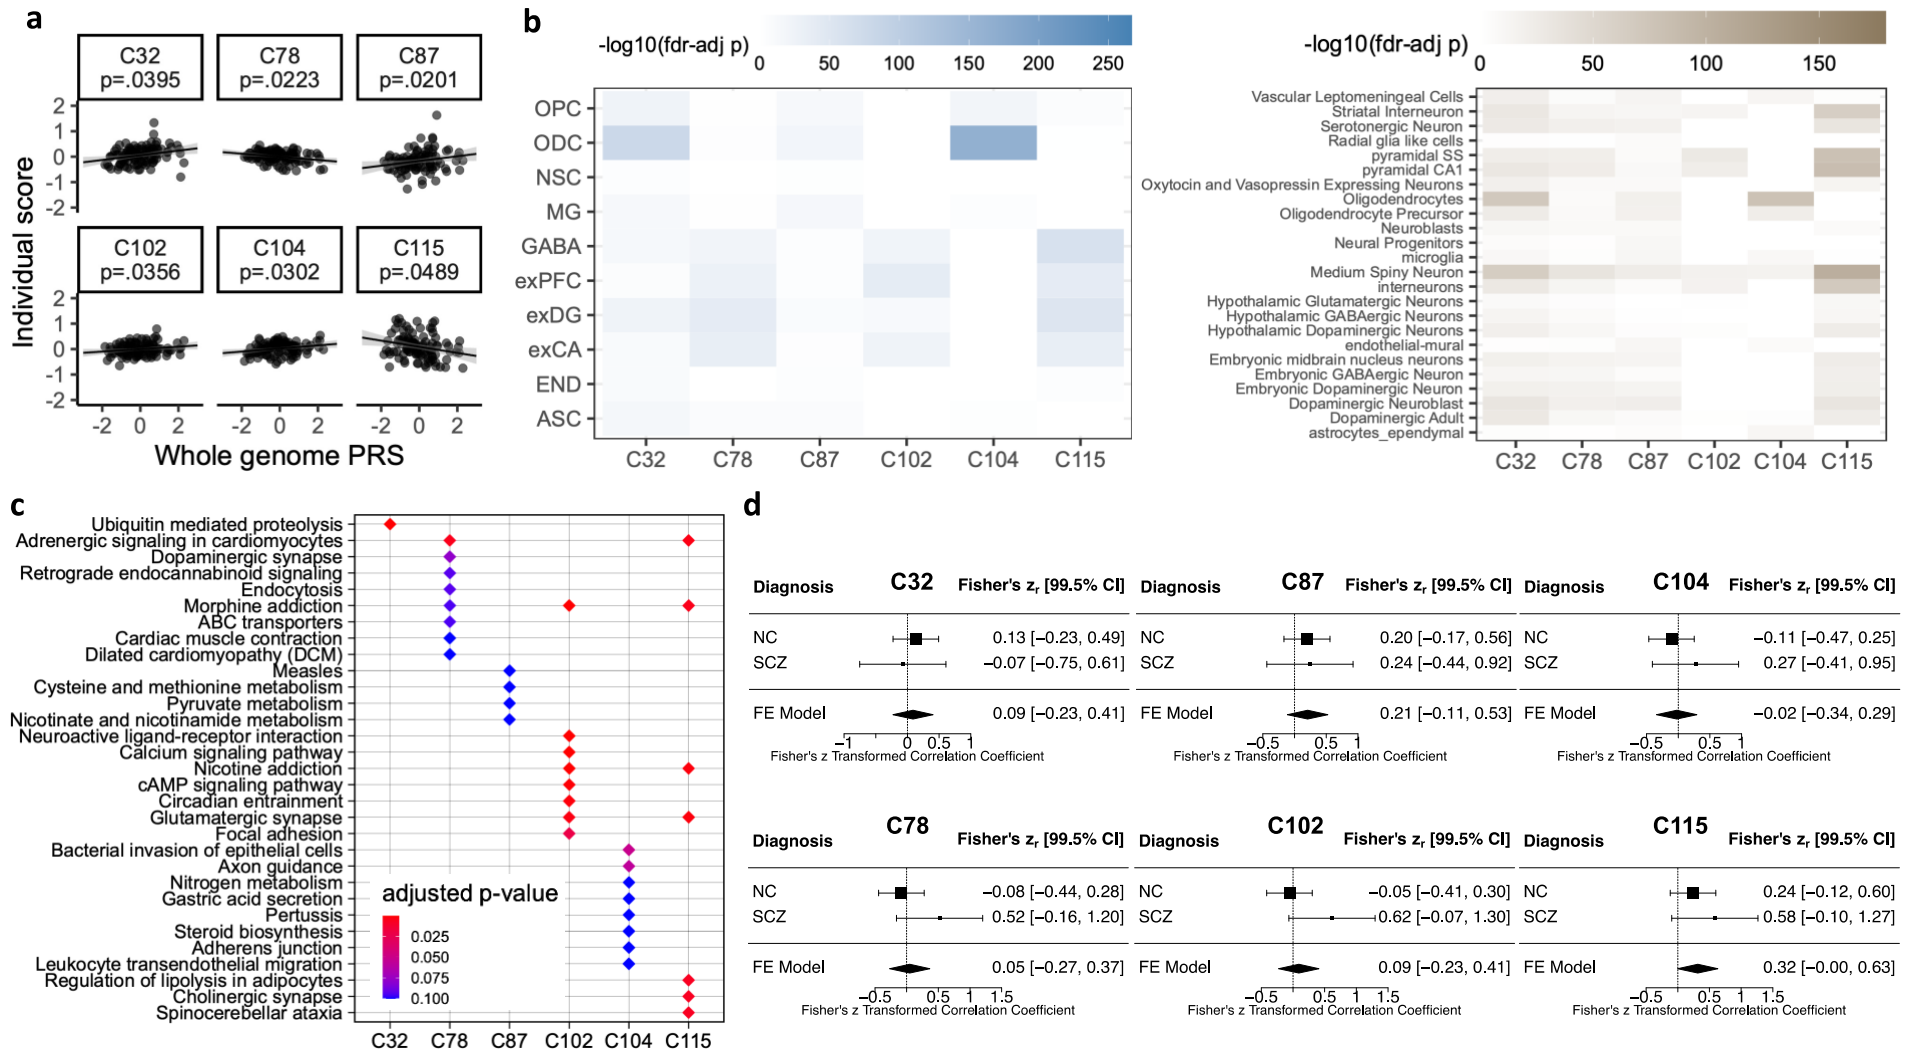 a
C32
p=.0395
C78
p=.0223
C87
p=.0201
2
1
0
-1
-2
C102
p=.0356
C104
p=.0302
C115
p=.0489
2
1
0
-1
-2
-2 0 2 -2 0 2 -2 0 2
Individual score
Whole genome PRS
b
-log10(fdr-adj p)
0 50 100 150 200 250
OPC
ODC
NSC
MG
GABA
exPFC
exDG
exCA
END
ASC
C32 C78 C87 C102 C104 C115
-log10(fdr-adj p)
0 50 100 150
Vascular Leptomeningeal Cells
Striatal Interneuron
Serotonergic Neuron
Radial glia like cells
pyramidal SS
pyramidal CA1
Oxytocin and Vasopressin Expressing Neurons
Oligodendrocytes
Oligodendrocyte Precursor
Neuroblasts
Neural Progenitors
microglia
Medium Spiny Neuron
interneurons
Hypothalamic Glutamatergic Neurons
Hypothalamic GABAergic Neurons
Hypothalamic Dopaminergic Neurons
endothelial-mural
Embryonic midbrain nucleus neurons
Embryonic GABAergic Neuron
Embryonic Dopaminergic Neuron
Dopaminergic Neuroblast
Dopaminergic Adult
astrocytes_ependymal
C32 C78 C87 C102 C104 C115
c
Ubiquitin mediated proteolysis
Adrenergic signaling in cardiomyocytes
Dopaminergic synapse
Retrograde endocannabinoid signaling
Endocytosis
Morphine addiction
ABC transporters
Cardiac muscle contraction
Dilated cardiomyopathy (DCM)
Measles
Cysteine and methionine metabolism
Pyruvate metabolism
Nicotinate and nicotinamide metabolism
Neuroactive ligand-receptor interaction
Calcium signaling pathway
Nicotine addiction
cAMP signaling pathway
Circadian entrainment
Glutamatergic synapse
Focal adhesion
Bacterial invasion of epithelial cells
Axon guidance
Nitrogen metabolism
Gastric acid secretion
Pertussis
Steroid biosynthesis
Adherens junction
Leukocyte transendothelial migration
Regulation of lipolysis in adipocytes
Cholinergic synapse
Spinocerebellar ataxia
adjusted p-value
0.025
0.050
0.075
0.100
C32 C78 C87 C102 C104 C115
d
Diagnosis C32 Fisher's zr [99.5% CI]
NC 0.13 [−0.23, 0.49]
SCZ −0.07 [−0.75, 0.61]
FE Model 0.09 [−0.23, 0.41]
−1 0 0.5 1
Fisher's z Transformed Correlation Coefficient
Diagnosis C87 Fisher's zr [99.5% CI]
NC 0.20 [−0.17, 0.56]
SCZ 0.24 [−0.44, 0.92]
FE Model 0.21 [−0.11, 0.53]
−0.5 0.5 1
Fisher's z Transformed Correlation Coefficient
Diagnosis C104 Fisher's zr [99.5% CI]
NC −0.11 [−0.47, 0.25]
SCZ 0.27 [−0.41, 0.95]
FE Model −0.02 [−0.34, 0.29]
−0.5 0.5 1
Fisher's z Transformed Correlation Coefficient
Diagnosis C78 Fisher's zr [99.5% CI]
NC −0.08 [−0.44, 0.28]
SCZ 0.52 [−0.16, 1.20]
FE Model 0.05 [−0.27, 0.37]
−0.5 0.5 1 1.5
Fisher's z Transformed Correlation Coefficient
Diagnosis C102 Fisher's zr [99.5% CI]
NC −0.05 [−0.41, 0.30]
SCZ 0.62 [−0.07, 1.30]
FE Model 0.09 [−0.23, 0.41]
−0.5 0.5 1 1.5
Fisher's z Transformed Correlation Coefficient
Diagnosis C115 Fisher's zr [99.5% CI]
NC 0.24 [−0.12, 0.60]
SCZ 0.58 [−0.10, 1.27]
FE Model 0.32 [−0.00, 0.63]
−0.5 0.5 1 1.5
Fisher's z Transformed Correlation Coefficient